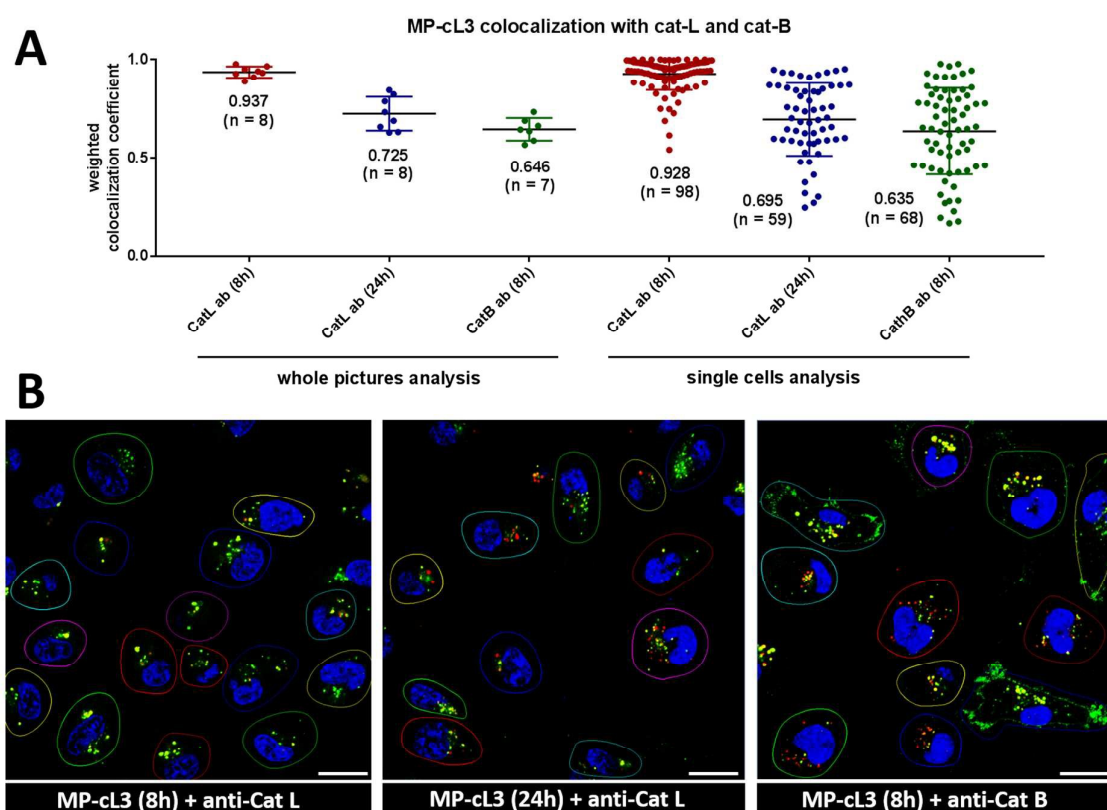 A
MP-cL3 colocalization with cat-L and cat-B
weighted
colocalization coefficient
1.0
0.5
0.0
0.937
(n = 8)
0.725
(n = 8)
0.646
(n = 7)
0.928
(n = 98)
0.695
(n = 59)
0.635
(n = 68)
CatL ab (8h)
CatL ab (24h)
CatB ab (8h)
CatL ab (8h)
CatL ab (24h)
CathB ab (8h)
whole pictures analysis
single cells analysis
B
MP-cL3 (8h) + anti-Cat L
MP-cL3 (24h) + anti-Cat L
MP-cL3 (8h) + anti-Cat B